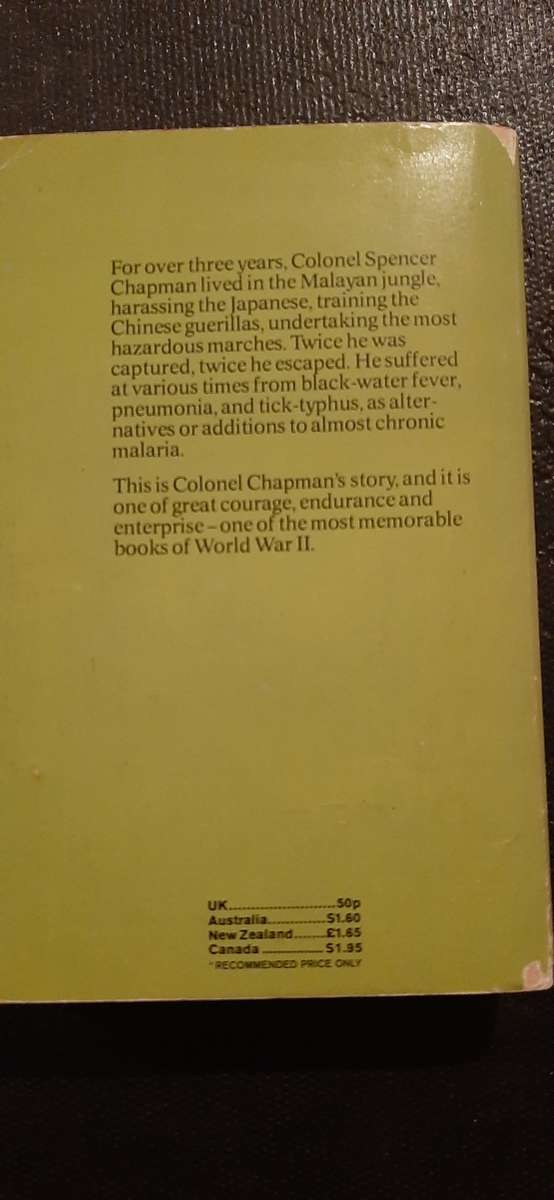 For over three years, Colonel Spencer
Chapman lived in the Malayan jungle,
harassing the Japanese, training the
Chinese guerillas, undertaking the most
hazardous marches. Twice he was
captured, twice he escaped. He suffered
at various times from black-water fever,
pneumonia, and tick-typhus, as alter-
natives or additions to almost chronic
malaria.
This is Colonel Chapman's story, and it is
one of great courage, endurance and
enterprise – one of the most memorable
books of World War II.
UK..........................50p
Australia..............$1.60
New Zealand........£1.65
Canada ...............$1.95
*RECOMMENDED PRICE ONLY